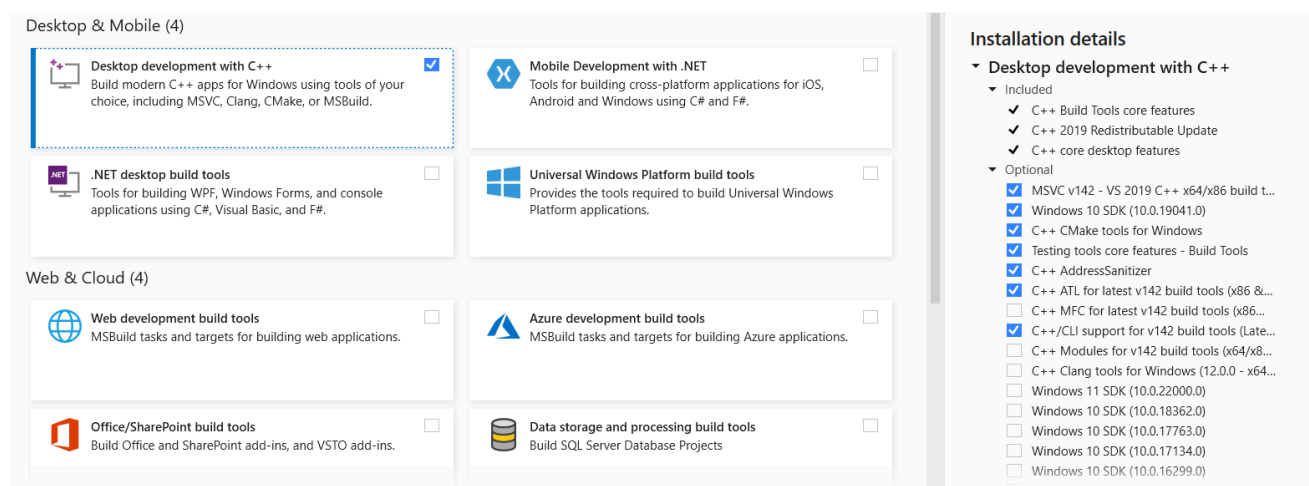 Desktop & Mobile (4)
Desktop development with C++
Build modern C++ apps for Windows using tools of your
choice, including MSVC, Clang, CMake, or MSBuild.
Mobile Development with .NET
Tools for building cross-platform applications for iOS,
Android and Windows using C# and F#.
.NET
.NET desktop build tools
Tools for building WPF, Windows Forms, and console
applications using C#, Visual Basic, and F#.
Universal Windows Platform build tools
Provides the tools required to build Universal Windows
Platform applications.
Web & Cloud (4)
Web development build tools
MSBuild tasks and targets for building web applications.
Azure development build tools
MSBuild tasks and targets for building Azure applications.
Office/SharePoint build tools
Build Office and SharePoint add-ins, and VSTO add-ins.
Data storage and processing build tools
Build SQL Server Database Projects
Installation details
Desktop development with C++
Included
C++ Build Tools core features
C++ 2019 Redistributable Update
C++ core desktop features
Optional
MSVC v142 - VS 2019 C++ x64/x86 build t...
Windows 10 SDK (10.0.19041.0)
C++ CMake tools for Windows
Testing tools core features - Build Tools
C++ AddressSanitizer
C++ ATL for latest v142 build tools (x86 &...
C++ MFC for latest v142 build tools (x86...
C++/CLI support for v142 build tools (Late...
C++ Modules for v142 build tools (x64/x8...
C++ Clang tools for Windows (12.0.0 - x64...
Windows 11 SDK (10.0.22000.0)
Windows 10 SDK (10.0.18362.0)
Windows 10 SDK (10.0.17763.0)
Windows 10 SDK (10.0.17134.0)
Windows 10 SDK (10.0.16299.0)